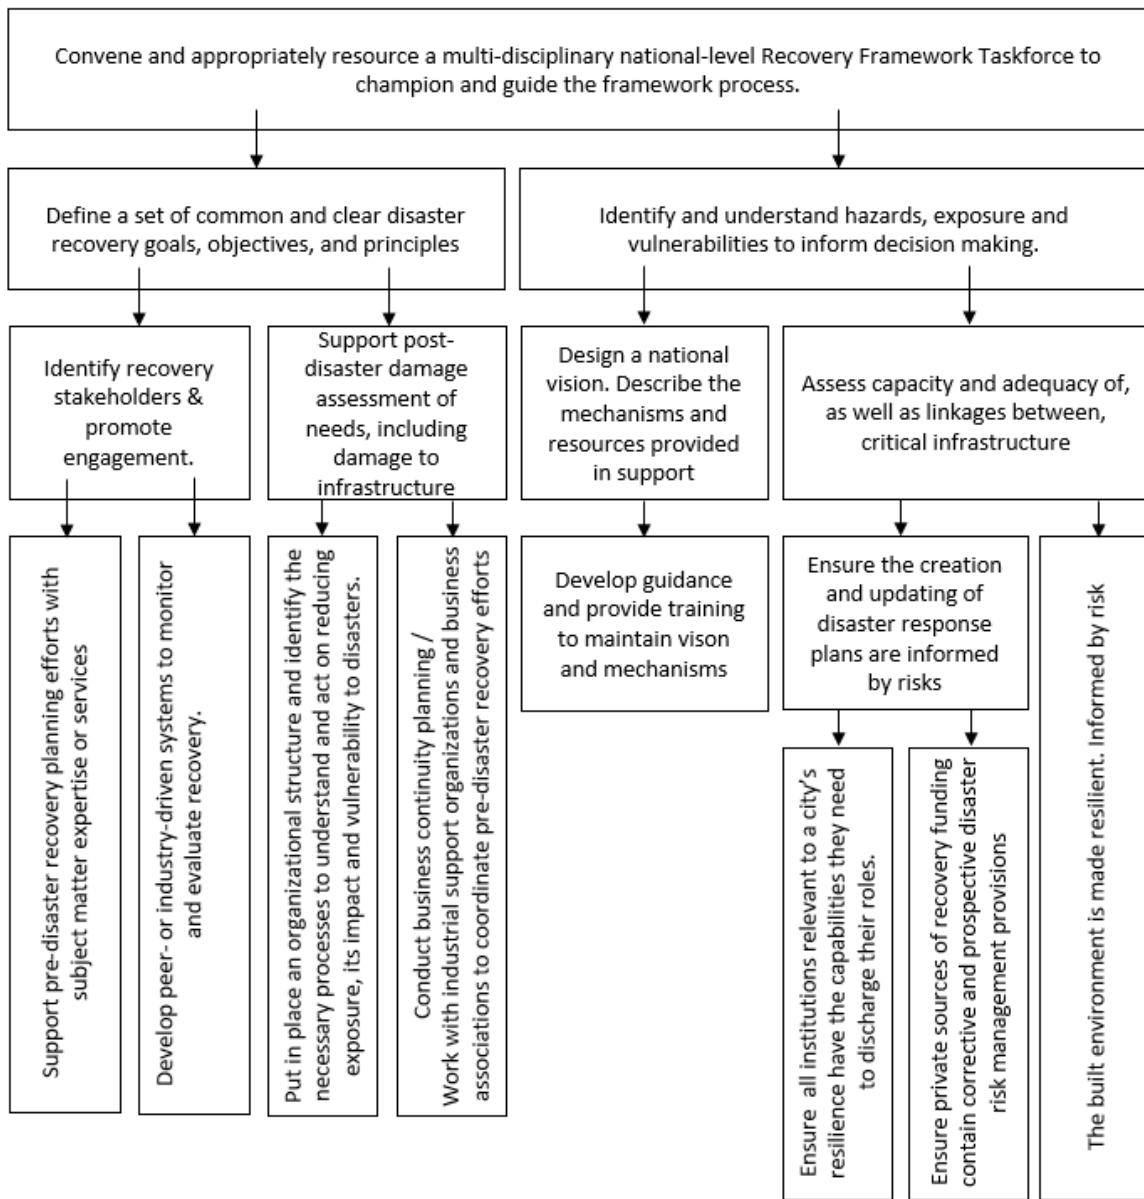 Convene and appropriately resource a multi-disciplinary national-level Recovery Framework Taskforce to
champion and guide the framework process.
Define a set of common and clear disaster
recovery goals, objectives, and principles
Identify and understand hazards, exposure and
vulnerabilities to inform decision making.
Identify recovery
stakeholders &
promote
engagement.
Support post-
disaster damage
assessment of
needs, including
damage to
infrastructure
Design a national
vision. Describe the
mechanisms and
resources provided
in support
Assess capacity and adequacy of,
as well as linkages between,
critical infrastructure
Support pre-disaster recovery planning efforts with
subject matter expertise or services
Develop peer- or industry-driven systems to monitor
and evaluate recovery.
Put in place an organizational structure and identify the
necessary processes to understand and act on reducing
exposure, its impact and vulnerability to disasters.
Conduct business continuity planning /
Work with industrial support organizations and business
associations to coordinate pre-disaster recovery efforts
Develop guidance
and provide training
to maintain vison
and mechanisms
Ensure the creation
and updating of
disaster response
plans are informed
by risks
Ensure all institutions relevant to a city's
resilience have the capabilities they need
to discharge their roles.
Ensure private sources of recovery funding
contain corrective and prospective disaster
risk management provisions
The built environment is made resilient. Informed by risk